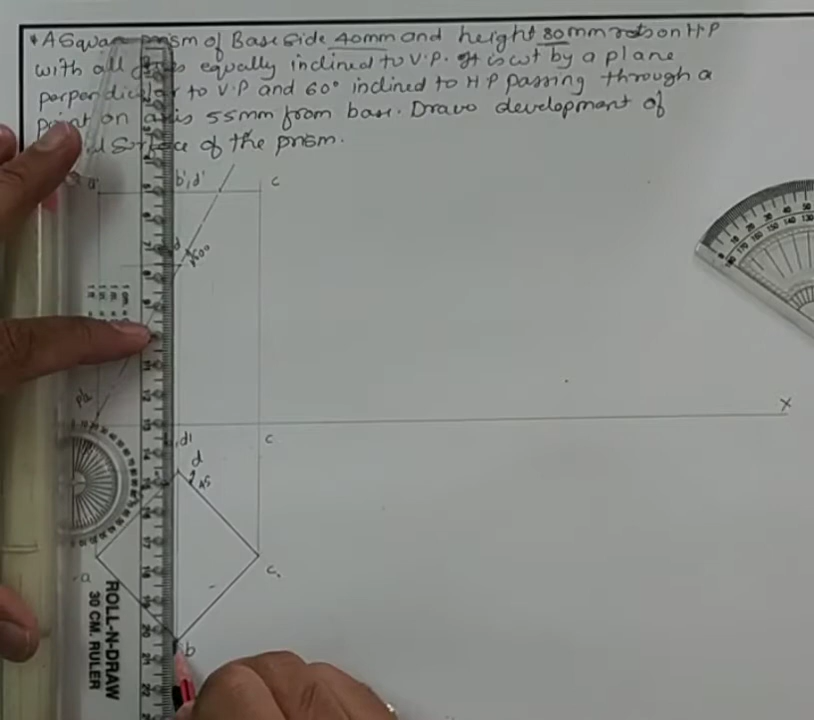 * A Square prism of Base side 40mm and height 80mm rests on HP
with all equally inclined to V.P. It is cut by a plane
perpendicular to V.P and 60° inclined to H P passing through a
point on axis 55mm from base. Draw development of
Surface of the prism.
a' b',d' c
d
60°
X
d' c
d
45
c.
a
b
ROLL-N-DRAW
30 CM. RULER